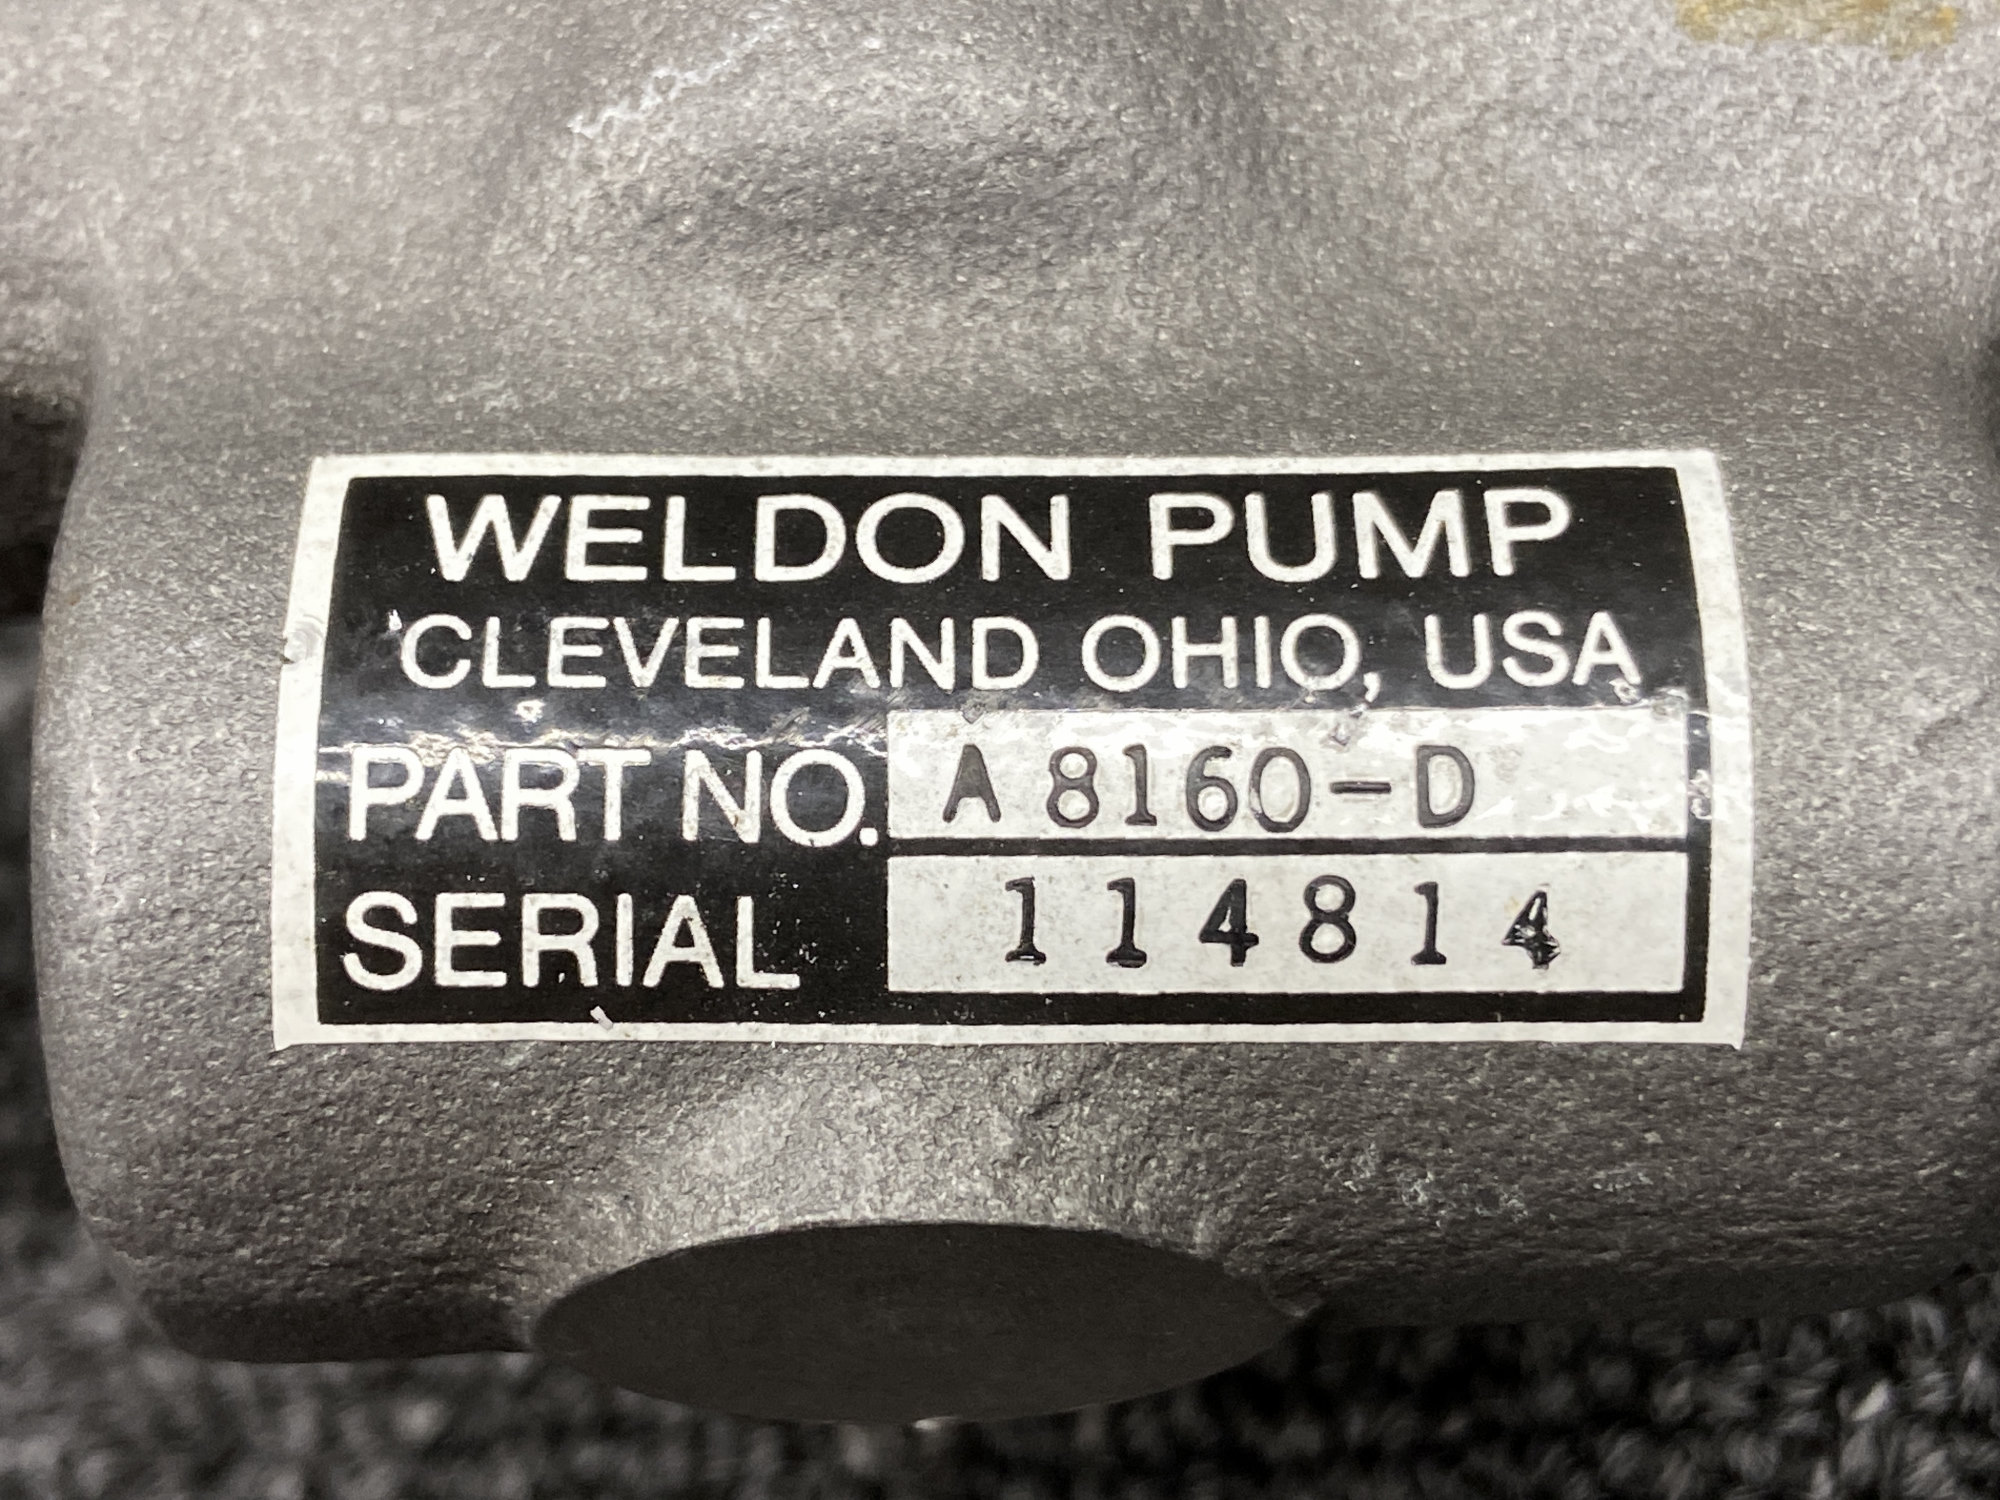 WELDON PUMP
CLEVELAND OHIO, USA
PART NO. A 8160-D
SERIAL 114814